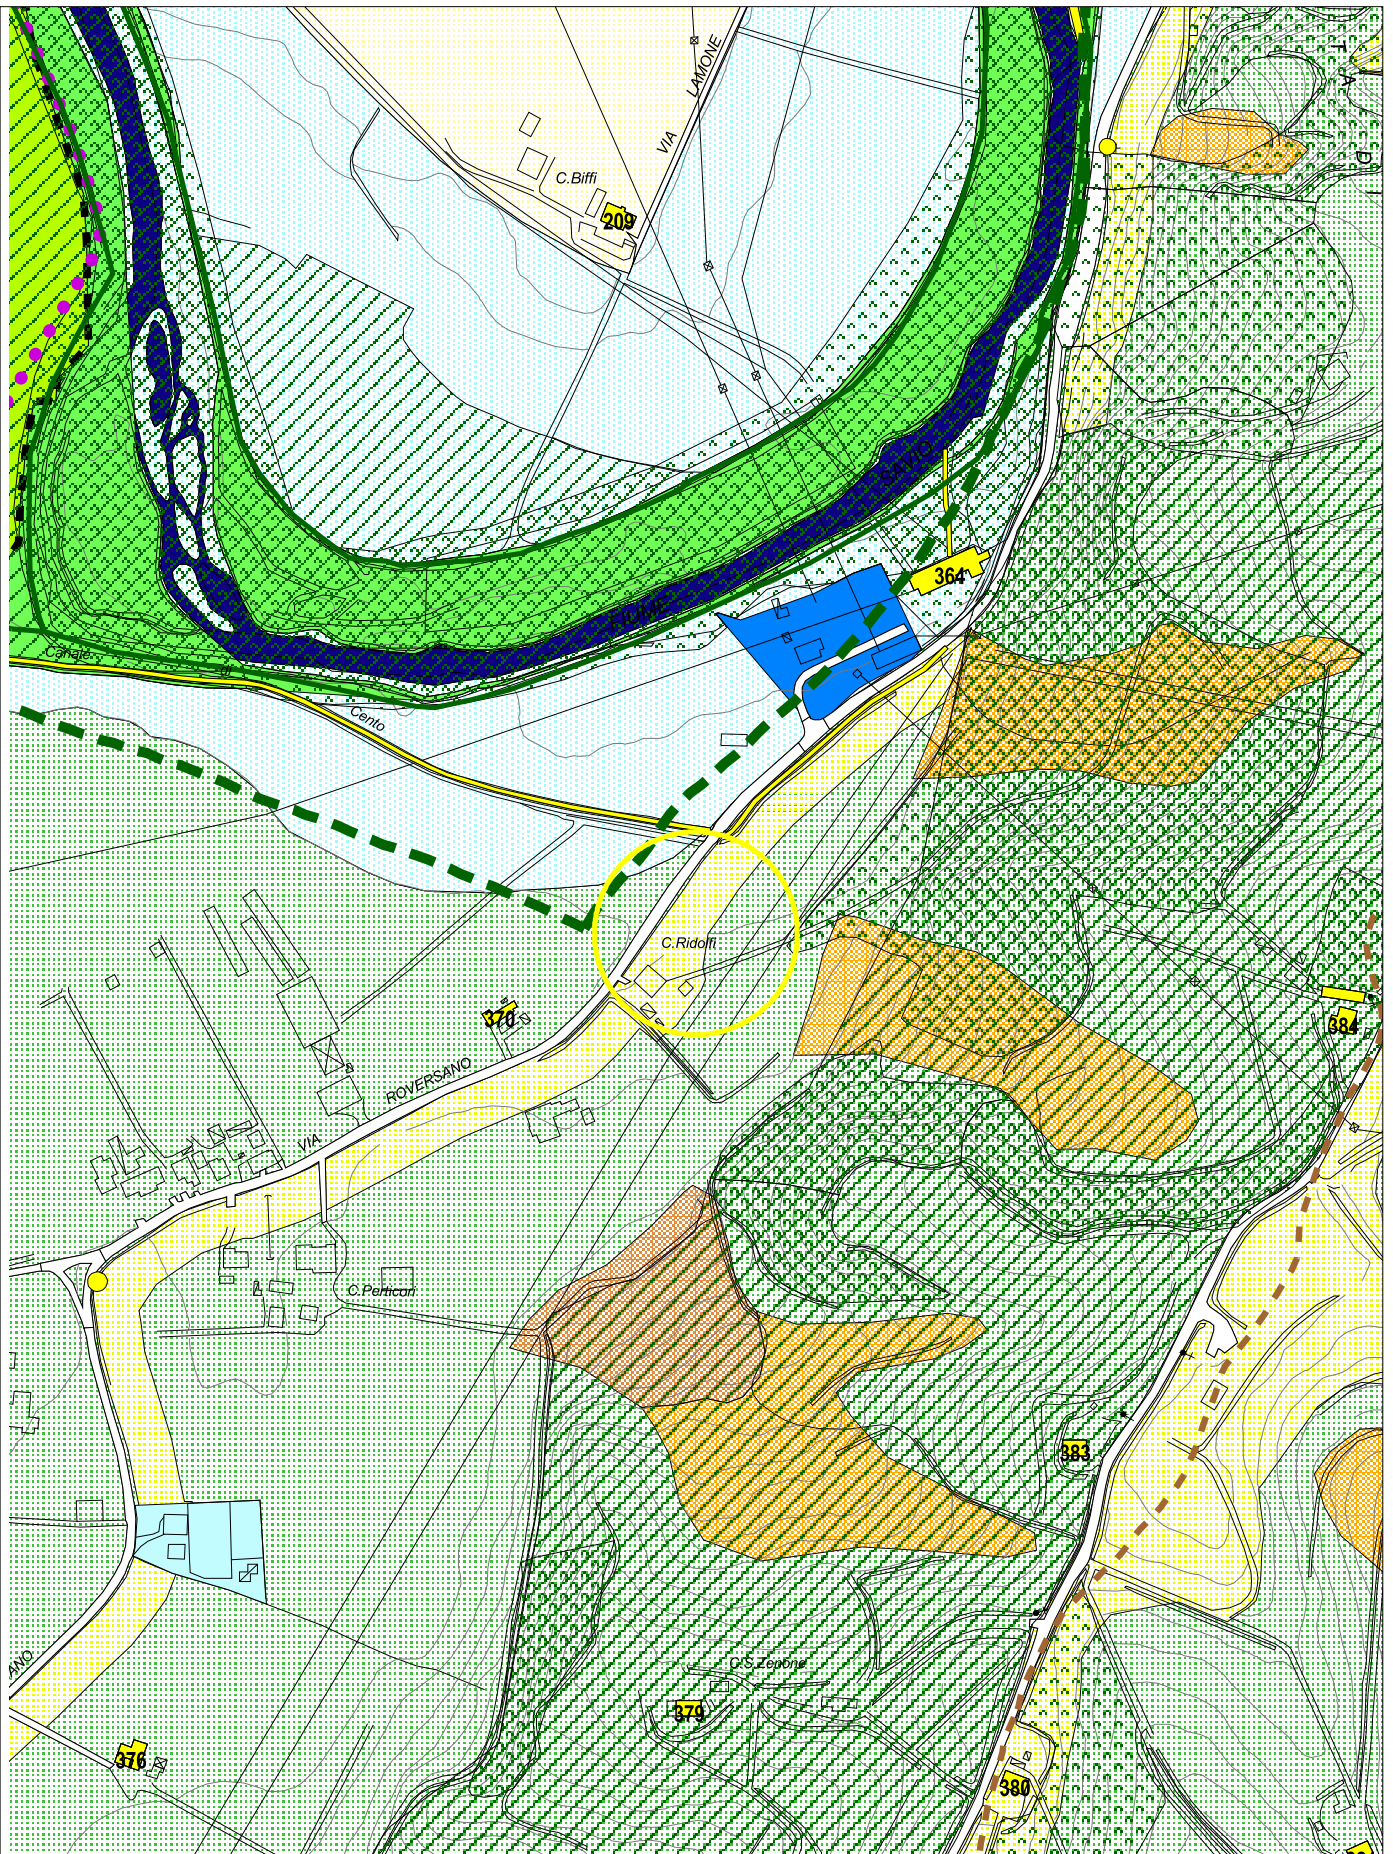 T
A
D
VIA LAMONE
C.Biffi
209
SAVIO
364
FIUME
Canale
Cento
C.Ridolfi
370
384
VIA ROVERSANO
C.Perticori
383
C.S.Zenone
379
376
380